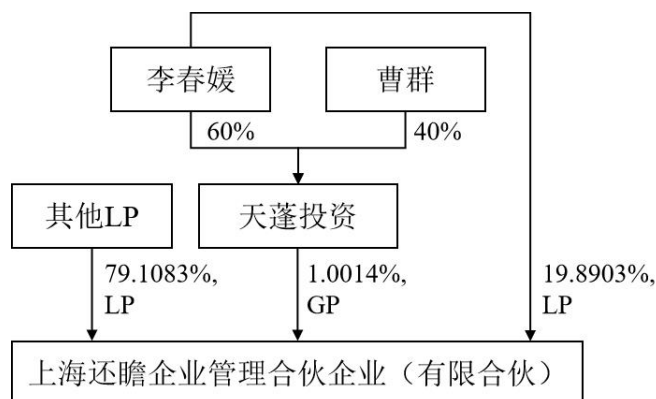 李春媛
曹群
60%
40%
其他LP
天蓬投资
79.1083%,
LP
1.0014%,
GP
19.8903%,
LP
上海还瞻企业管理合伙企业（有限合伙）